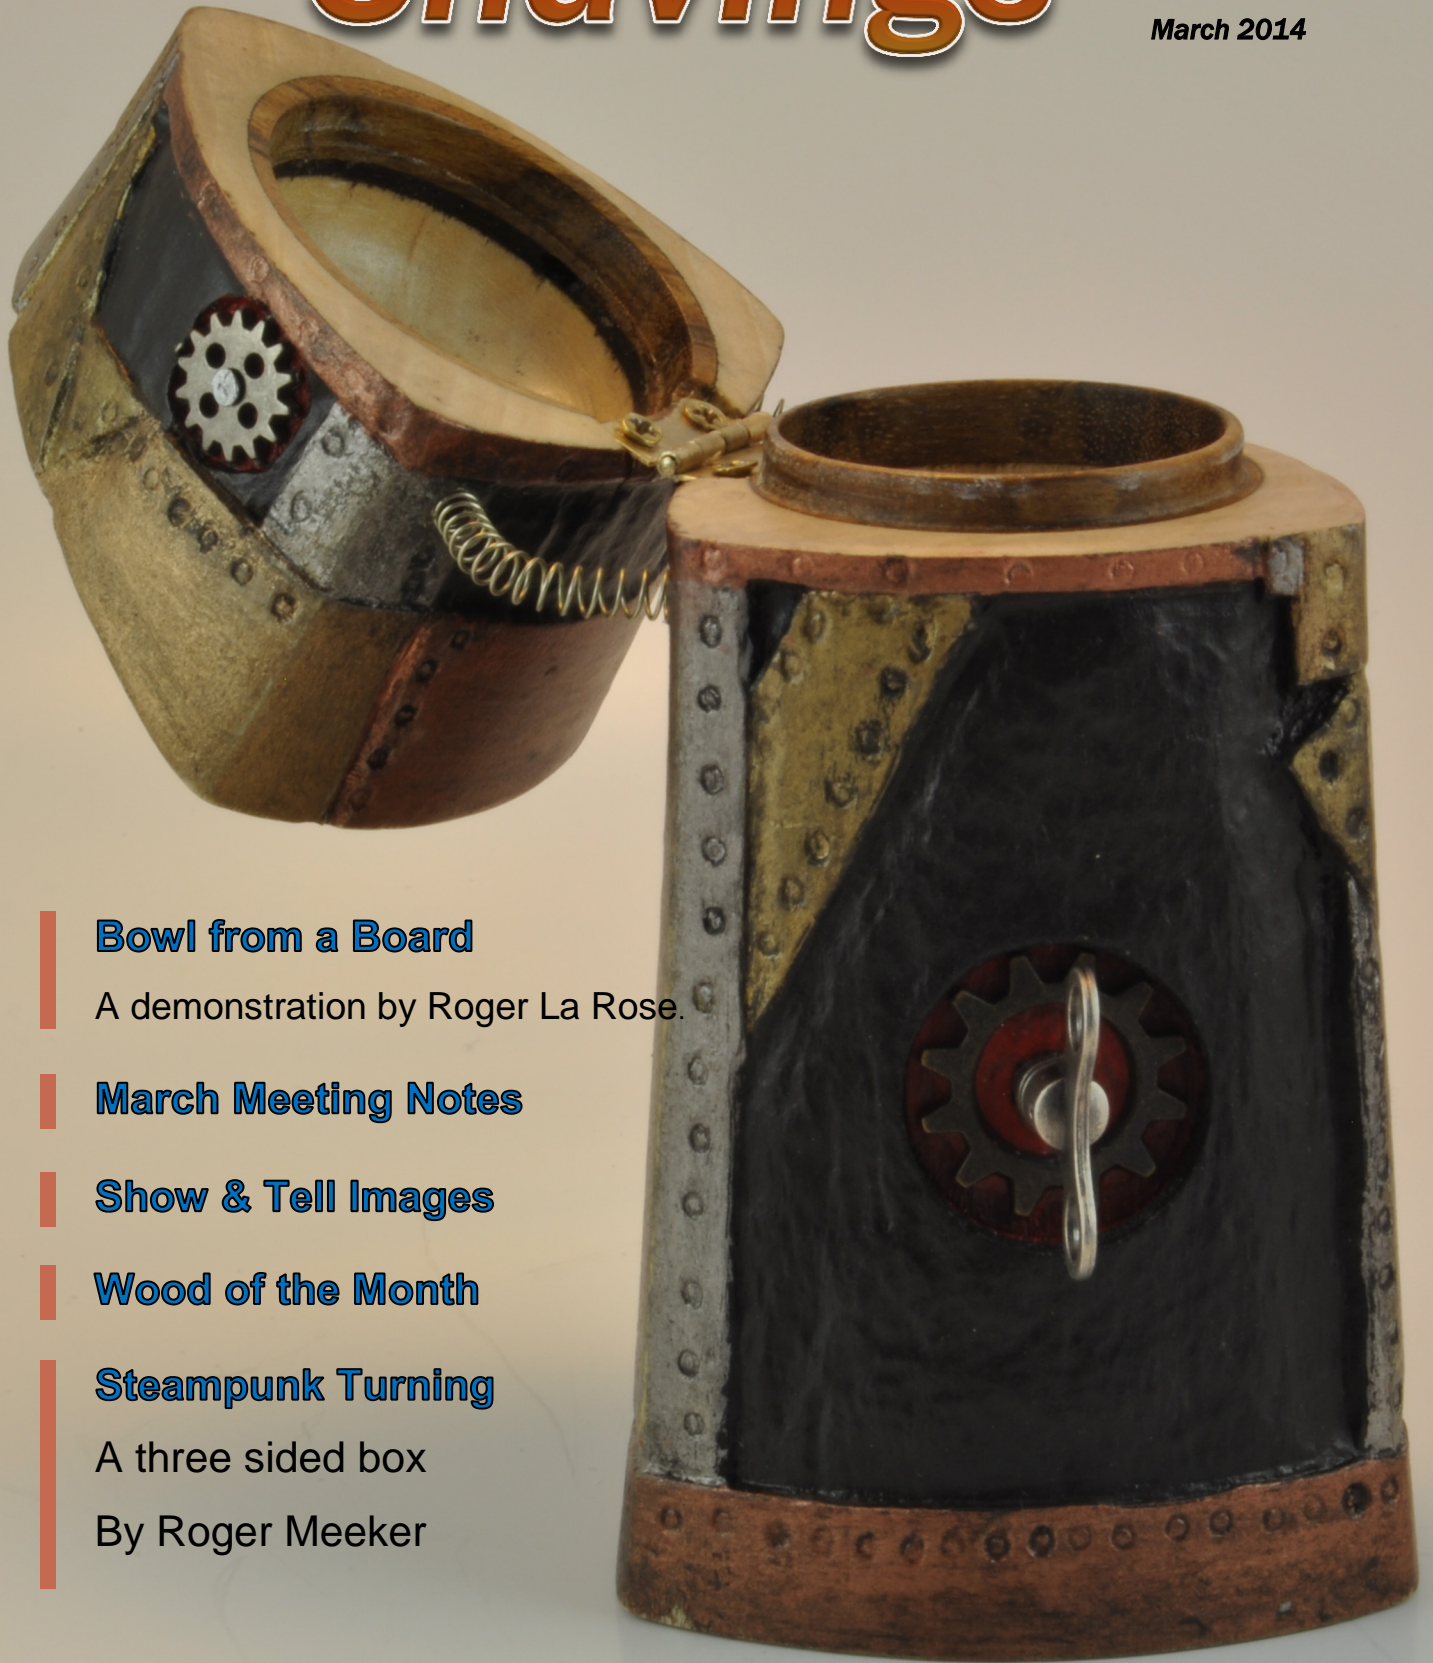 Shavings
March 2014
Bowl from a Board
A demonstration by Roger La Rose.
March Meeting Notes
Show & Tell Images
Wood of the Month
Steampunk Turning
A three sided box
By Roger Meeker